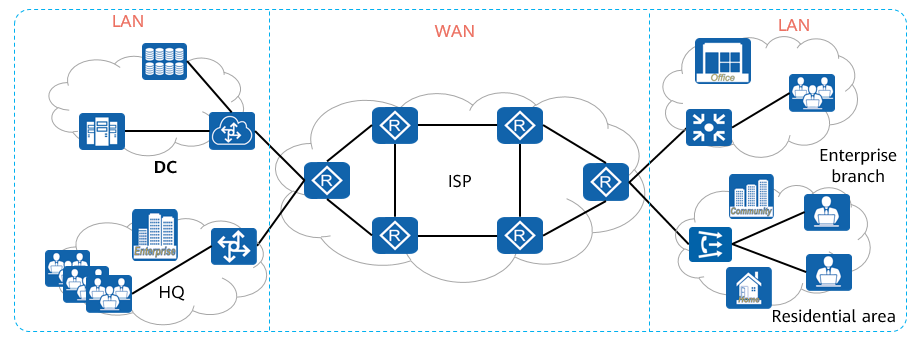 LAN
WAN
LAN
Office
R
R
DC
Enterprise
branch
R
ISP
R
Community
Enterprise
R
R
HQ
Home
Residential area